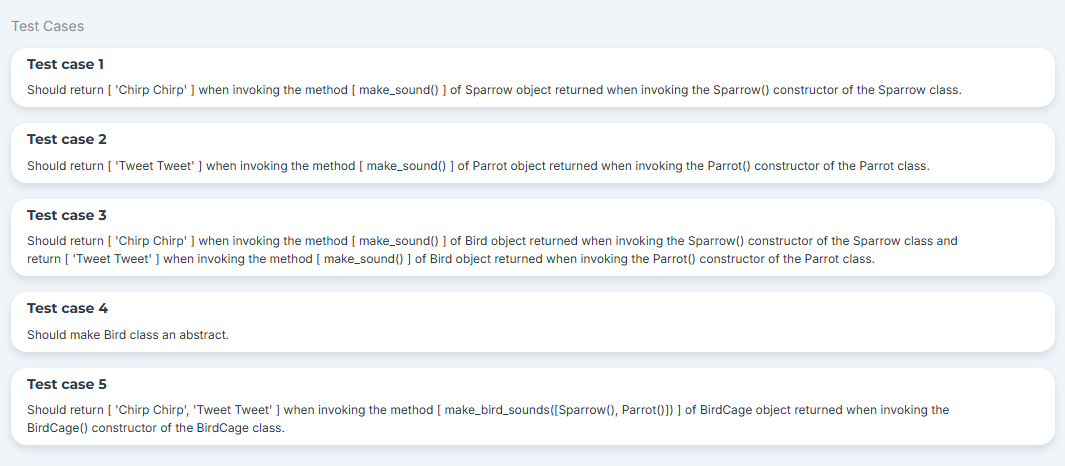 Test Cases
Test case 1
Should return [ 'Chirp Chirp' ] when invoking the method [ make_sound() ] of Sparrow object returned when invoking the Sparrow() constructor of the Sparrow class.
Test case 2
Should return [ 'Tweet Tweet' ] when invoking the method [ make_sound() ] of Parrot object returned when invoking the Parrot() constructor of the Parrot class.
Test case 3
Should return [ 'Chirp Chirp' ] when invoking the method [ make_sound() ] of Bird object returned when invoking the Sparrow() constructor of the Sparrow class and
return [ 'Tweet Tweet' ] when invoking the method [ make_sound() ] of Bird object returned when invoking the Parrot() constructor of the Parrot class.
Test case 4
Should make Bird class an abstract.
Test case 5
Should return [ 'Chirp Chirp', 'Tweet Tweet' ] when invoking the method [ make_bird_sounds([Sparrow(), Parrot()]) ] of BirdCage object returned when invoking the
BirdCage() constructor of the BirdCage class.